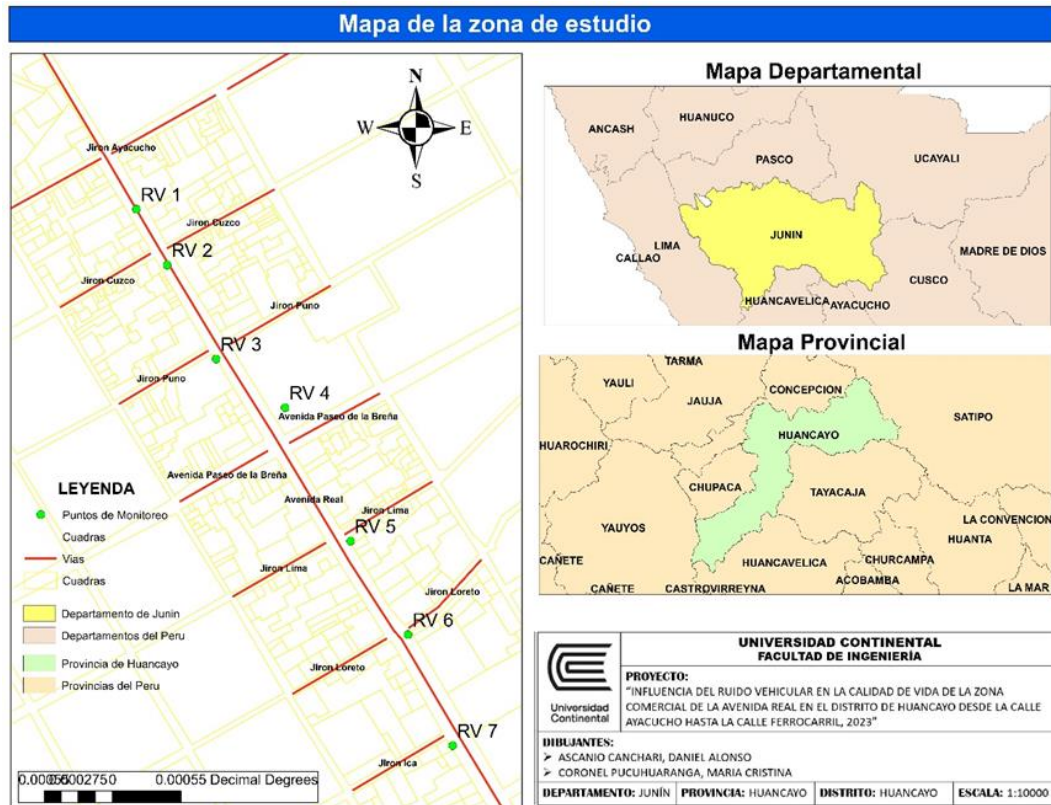 Mapa de la zona de estudio
N
W
E
S
Jiron Ayacucho
RV 1
Jiron Cuzco
RV 2
Jiron Cuzco
Jiron Puno
RV 3
Jiron Puno
RV 4
Avenida Paseo de la Breña
Avenida Paseo de la Breña
Avenida Real
Jiron Lima
RV 5
Jiron Lima
Jiron Loreto
RV 6
Jiron Loreto
RV 7
Jiron Ica
LEYENDA
Puntos de Monitoreo
Cuadras
Vias
Cuadras
Departamento de Junin
Departamentos del Peru
Provincia de Huancayo
Provincias del Peru
0.00055 Decimal Degrees
Mapa Departamental
ANCASH
HUANUCO
UCAYALI
PASCO
JUNIN
LIMA
CALLAO
MADRE DE DIOS
CUSCO
HUANCAVELICA
AYACUCHO
Mapa Provincial
TARMA
YAULI
CONCEPCION
JAUJA
SATIPO
HUAROCHIRI
HUANCAYO
CHUPACA
TAYACAJA
YAUYOS
LA CONVENCION
HUANTA
CAÑETE
HUANCAVELICA
CHURCAMPA
ACOBAMBA
CAÑETE
CASTROVIRREYNA
LA MAR
Universidad
Continental
UNIVERSIDAD CONTINENTAL
FACULTAD DE INGENIERÍA
PROYECTO:
"INFLUENCIA DEL RUIDO VEHICULAR EN LA CALIDAD DE VIDA DE LA ZONA
COMERCIAL DE LA AVENIDA REAL EN EL DISTRITO DE HUANCAYO DESDE LA CALLE
AYACUCHO HASTA LA CALLE FERROCARRIL, 2023"
DIBUJANTES:
➢ ASCANIO CANCHARI, DANIEL ALONSO
➢ CORONEL PUCUHUARANGA, MARIA CRISTINA
DEPARTAMENTO: JUNÍN PROVINCIA: HUANCAYO DISTRITO: HUANCAYO ESCALA: 1:10000